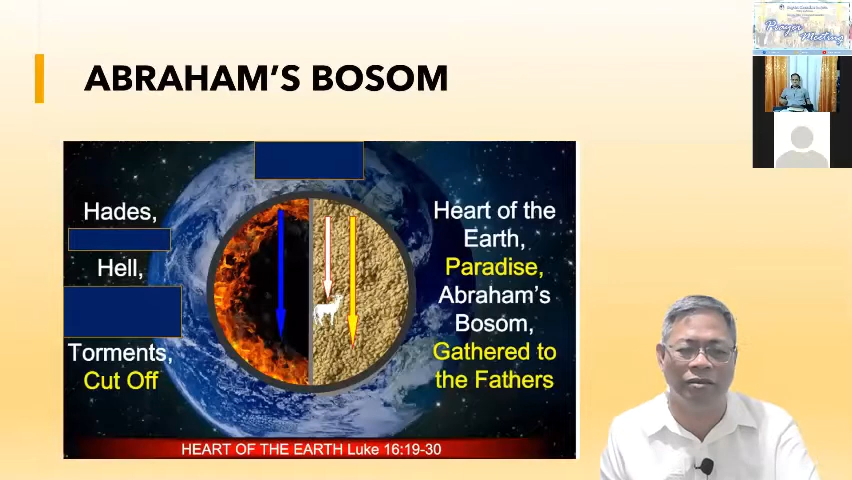 ABRAHAM'S BOSOM
Hades,
Hell,
Torments,
Cut Off
Heart of the
Earth,
Paradise,
Abraham's
Bosom,
Gathered to
the Fathers
HEART OF THE EARTH Luke 16:19-30
Prayer
Meeting